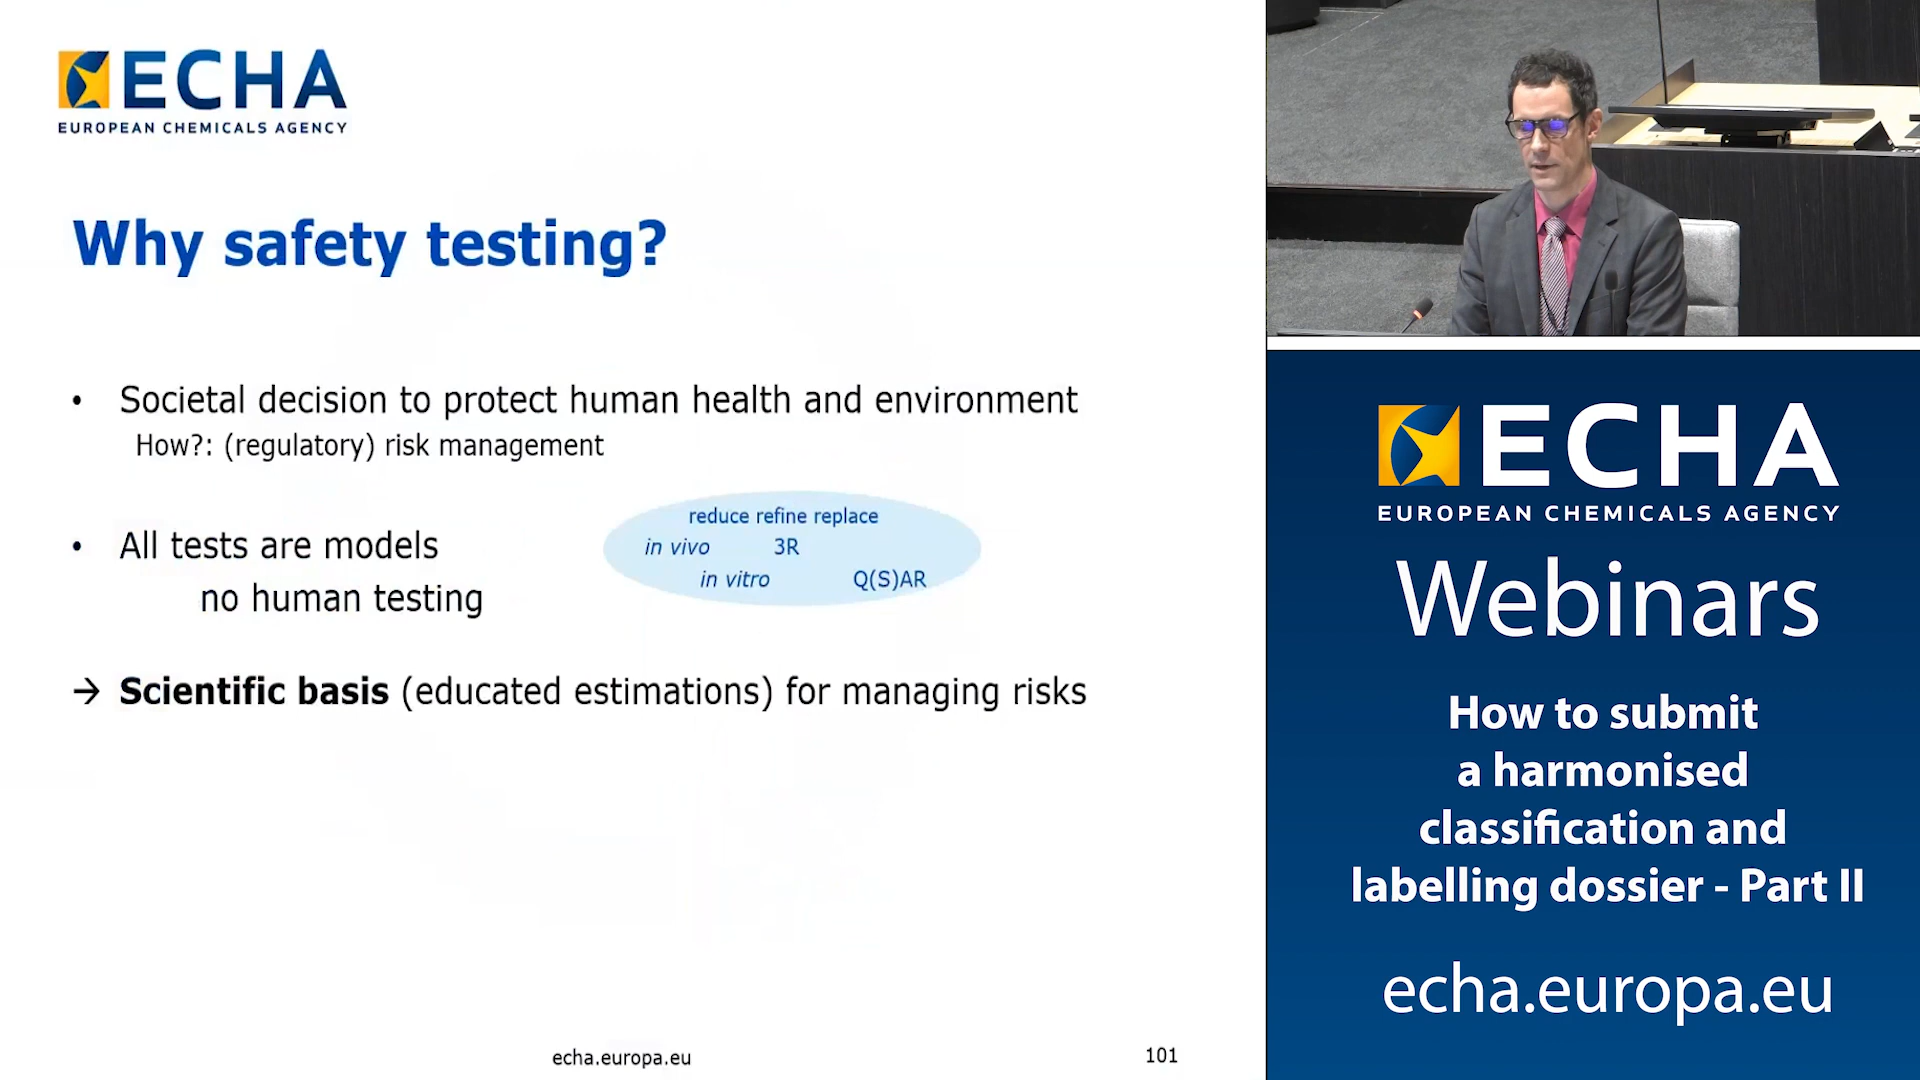 ECHA
EUROPEAN CHEMICALS AGENCY
Why safety testing?
• Societal decision to protect human health and environment
How?: (regulatory) risk management
• All tests are models
no human testing
reduce refine replace
in vivo 3R
in vitro Q(S)AR
→ Scientific basis (educated estimations) for managing risks
echa.europa.eu
101
ECHA
EUROPEAN CHEMICALS AGENCY
Webinars
How to submit
a harmonised
classification and
labelling dossier - Part II
echa.europa.eu